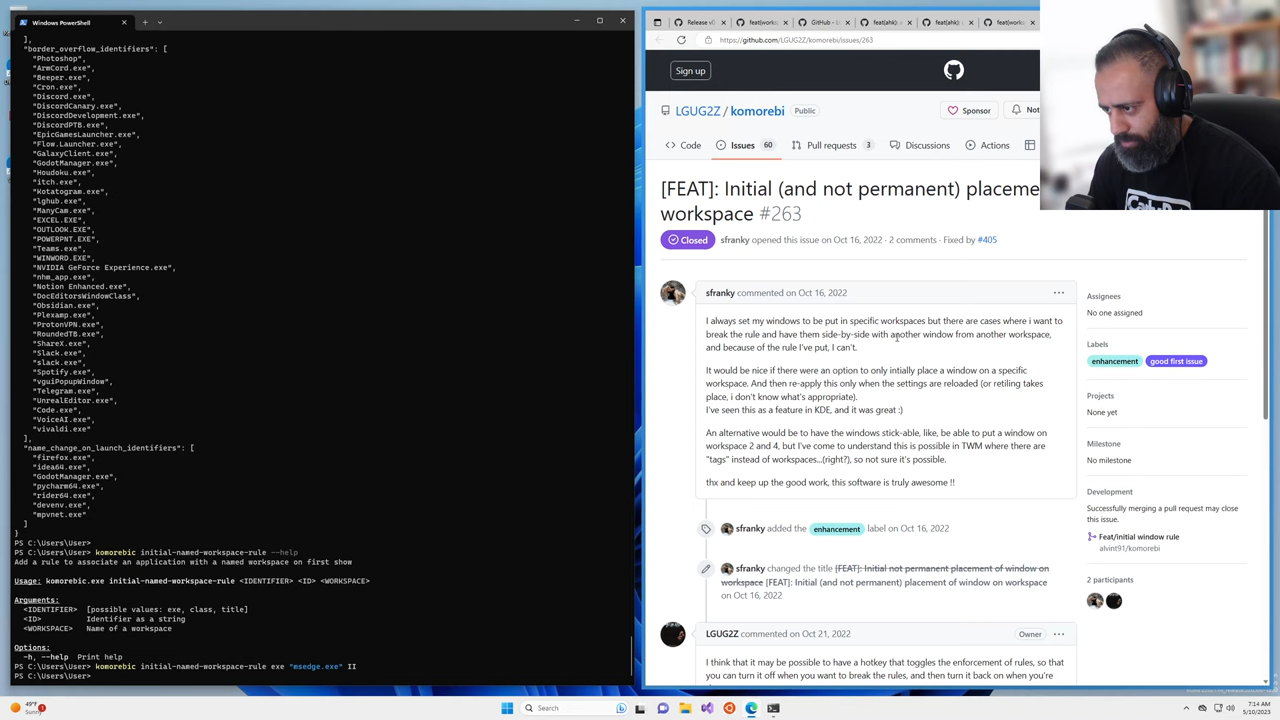 Windows PowerShell
],
"border_overflow_identifiers": [
"Photoshop",
"ArmCord.exe",
"Beeper.exe",
"Cron.exe",
"Discord.exe",
"DiscordCanary.exe",
"DiscordDevelopment.exe",
"DiscordPTB.exe",
"EpicGamesLauncher.exe",
"Flow.Launcher.exe",
"GalaxyClient.exe",
"GodotManager.exe",
"Houdoku.exe",
"itch.exe",
"Kotatogram.exe",
"lghub.exe",
"ManyCam.exe",
"EXCEL.EXE",
"OUTLOOK.EXE",
"POWERPNT.EXE",
"Teams.exe",
"WINWORD.EXE",
"NVIDIA GeForce Experience.exe",
"nhm_app.exe",
"Notion Enhanced.exe",
"DocEditorsWindowClass",
"Obsidian.exe",
"Plexamp.exe",
"ProtonVPN.exe",
"RoundedTB.exe",
"ShareX.exe",
"Slack.exe",
"slack.exe",
"Spotify.exe",
"vguiPopupWindow",
"Telegram.exe",
"UnrealEditor.exe",
"Code.exe",
"VoiceAI.exe",
"vivaldi.exe"
],
"name_change_on_launch_identifiers": [
"firefox.exe",
"idea64.exe",
"GodotManager.exe",
"pycharm64.exe",
"rider64.exe",
"devenv.exe",
"mpvnet.exe"
]
}
PS C:\Users\User>
PS C:\Users\User> komorebic initial-named-workspace-rule --help
Add a rule to associate an application with a named workspace on first show
Usage: komorebic.exe initial-named-workspace-rule <IDENTIFIER> <ID> <WORKSPACE>
Arguments:
<IDENTIFIER> [possible values: exe, class, title]
<ID> Identifier as a string
<WORKSPACE> Name of a workspace
Options:
-h, --help Print help
PS C:\Users\User> komorebic initial-named-workspace-rule exe "msedge.exe" II
PS C:\Users\User>
Release v0
feat(works
GitHub - L
feat(ahk): a
feat(ahk): u
feat(works
https://github.com/LGUG2Z/komorebi/issues/263
Sign up
LGUG2Z / komorebi Public
Sponsor
Not
Code
Issues 60
Pull requests 3
Discussions
Actions
[FEAT]: Initial (and not permanent) placeme
workspace #263
Closed sfranky opened this issue on Oct 16, 2022 · 2 comments · Fixed by #405
sfranky commented on Oct 16, 2022
I always set my windows to be put in specific workspaces but there are cases where i want to
break the rule and have them side-by-side with another window from another workspace,
and because of the rule I've put, I can't.
It would be nice if there were an option to only intially place a window on a specific
workspace. And then re-apply this only when the settings are reloaded (or retiling takes
place, i don't know what's appropriate).
I've seen this as a feature in KDE, and it was great :)
An alternative would be to have the windows stick-able, like, be able to put a window on
workspace 2 and 4, but I've come to understand this is possible in TWM where there are
"tags" instead of workspaces...(right?), so not sure it's possible.
thx and keep up the good work, this software is truly awesome !!
sfranky added the enhancement label on Oct 16, 2022
sfranky changed the title [FEAT]: Initial not permanent placement of window on
workspace [FEAT]: Initial (and not permanent) placement of window on workspace
on Oct 16, 2022
LGUG2Z commented on Oct 21, 2022
Owner
I think that it may be possible to have a hotkey that toggles the enforcement of rules, so that
you can turn it off when you want to break the rules, and then turn it back on when you're
Assignees
No one assigned
Labels
enhancement good first issue
Projects
None yet
Milestone
No milestone
Development
Successfully merging a pull request may close
this issue.
Feat/initial window rule
alvint91/komorebi
2 participants
49°F
Sunny
Search
7:14 AM
5/10/2023